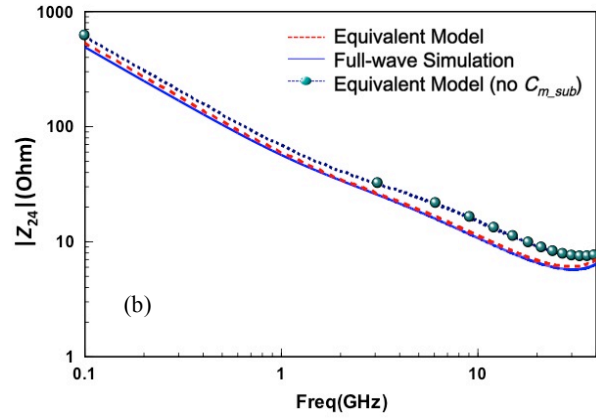 1000
100
10
1
|Z24| (Ohm)
Equivalent Model
Full-wave Simulation
Equivalent Model (no Cm_sub)
(b)
0.1
1
10
Freq(GHz)